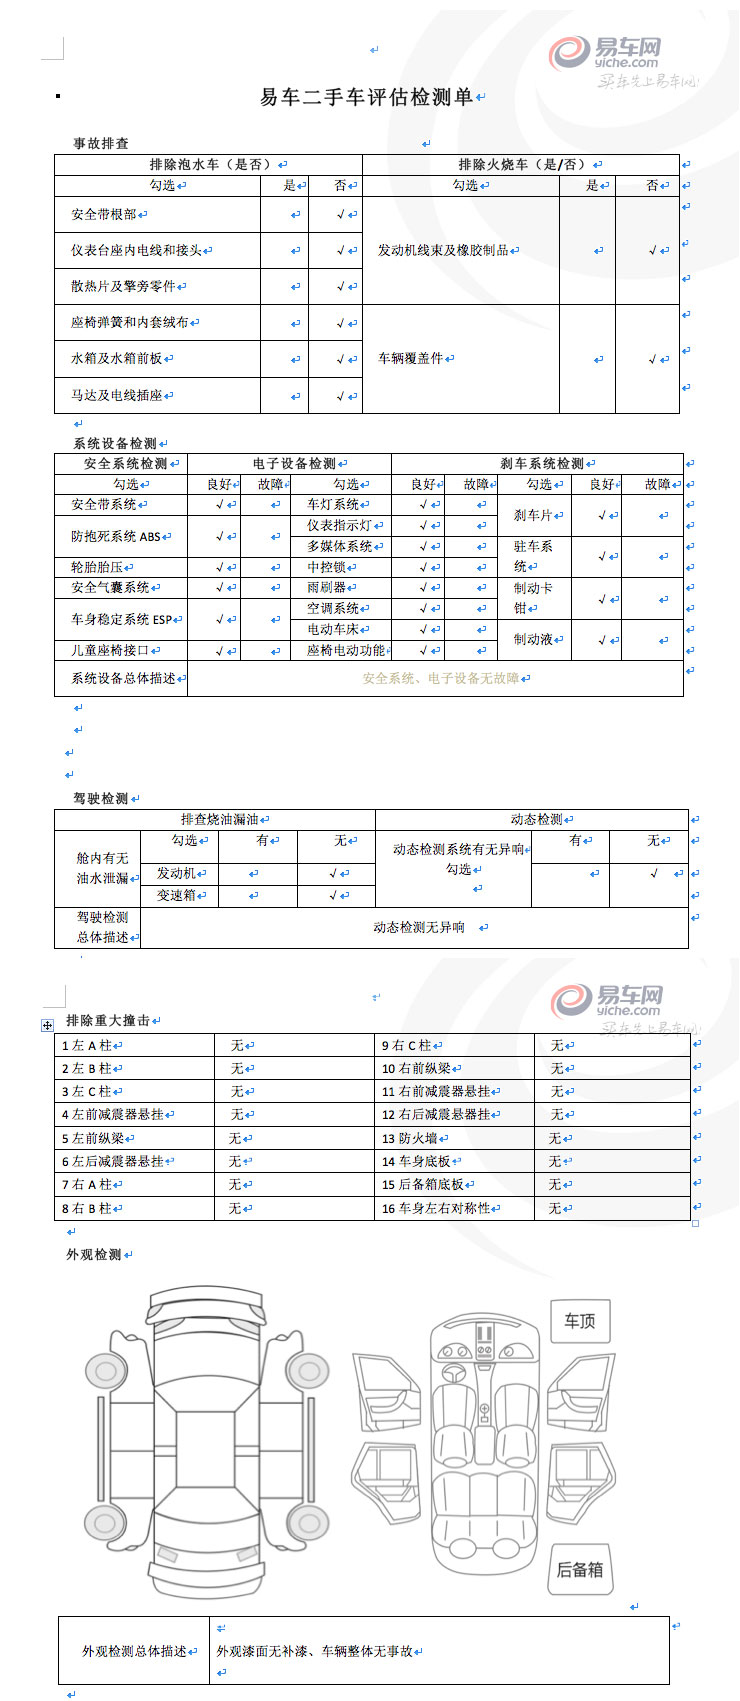 易车网
yiche.com
买车先上易车网
易车二手车评估检测单
事故排查
排除泡水车（是否） 排除火烧车（是/否）
勾选 是 否 勾选 是 否
安全带根部 √
仪表台座内电线和接头 √ 发动机线束及橡胶制品 √
散热片及擎旁零件 √
座椅弹簧和内套绒布 √
水箱及水箱前板 √ 车辆覆盖件 √
马达及电线插座 √
系统设备检测
安全系统检测 电子设备检测 刹车系统检测
勾选 良好 故障 勾选 良好 故障 勾选 良好 故障
安全带系统 √ 车灯系统 √
刹车片 √
仪表指示灯 √
防抱死系统 ABS √
多媒体系统 √ 驻车系
统 √
轮胎胎压 √ 中控锁 √
安全气囊系统 √ 雨刷器 √ 制动卡
钳 √
空调系统 √
车身稳定系统 ESP √
电动车床 √
制动液 √
儿童座椅接口 √ 座椅电动功能 √
系统设备总体描述 安全系统、电子设备无故障
驾驶检测
排查烧油漏油 动态检测
勾选 有 无 有 无
舱内有无
油水泄漏
动态检测系统有无异响
勾选
发动机 √ √
变速箱 √
驾驶检测
总体描述
动态检测无异响
易车网
yiche.com
买车先上易车网
排除重大撞击
1 左 A 柱 无 9 右 C 柱 无
2 左 B 柱 无 10 右前纵梁 无
3 左 C 柱 无 11 右前减震器悬挂 无
4 左前减震器悬挂 无 12 右后减震悬器挂 无
5 左前纵梁 无 13 防火墙 无
6 左后减震器悬挂 无 14 车身底板 无
7 右 A 柱 无 15 后备箱底板 无
8 右 B 柱 无 16 车身左右对称性 无
外观检测
车顶
后备箱
外观检测总体描述 外观漆面无补漆、车辆整体无事故